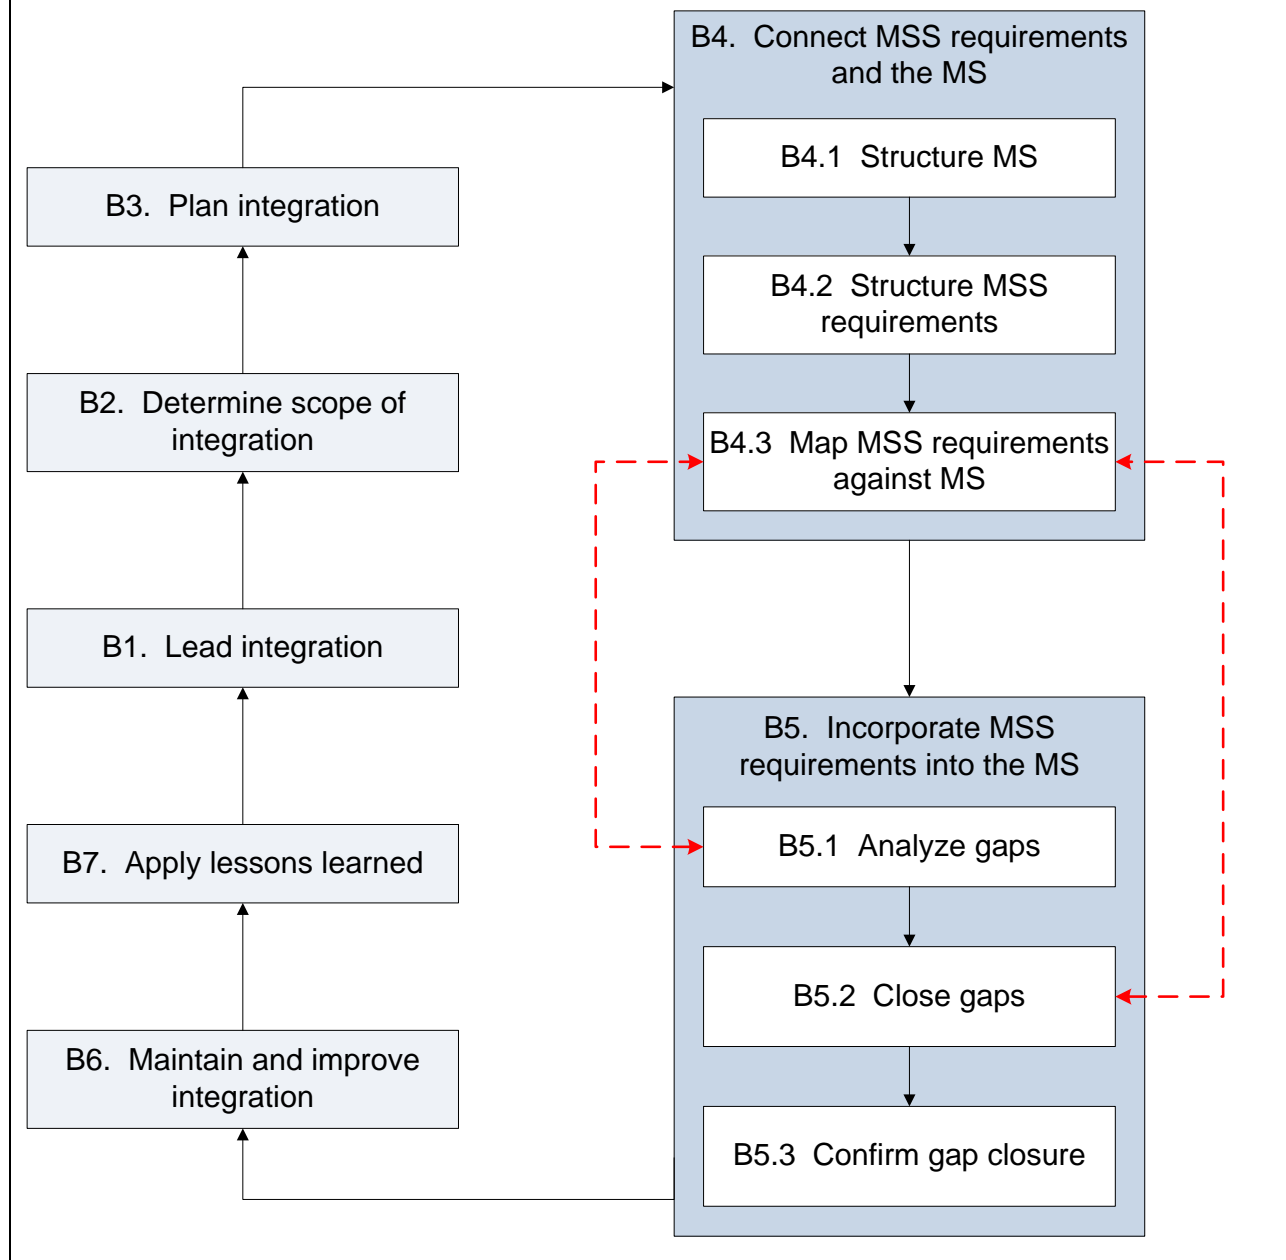 B4.  Connect MSS requirements
and the MS
B4.1  Structure MS
B3.  Plan integration
B4.2  Structure MSS
requirements
B2.  Determine scope of
integration
B4.3  Map MSS requirements
against MS
B1.  Lead integration
B5.  Incorporate MSS
requirements into the MS
B5.1  Analyze gaps
B7.  Apply lessons learned
B5.2  Close gaps
B6.  Maintain and improve
integration
B5.3  Confirm gap closure